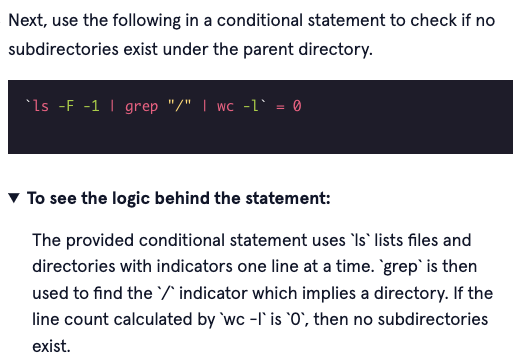 Next, use the following in a conditional statement to check if no
subdirectories exist under the parent directory.
`ls -F -1 | grep "/" | wc -l` = 0
▼ To see the logic behind the statement:
The provided conditional statement uses `ls` lists files and
directories with indicators one line at a time. `grep` is then
used to find the `/` indicator which implies a directory. If the
line count calculated by `wc -l` is `0`, then no subdirectories
exist.